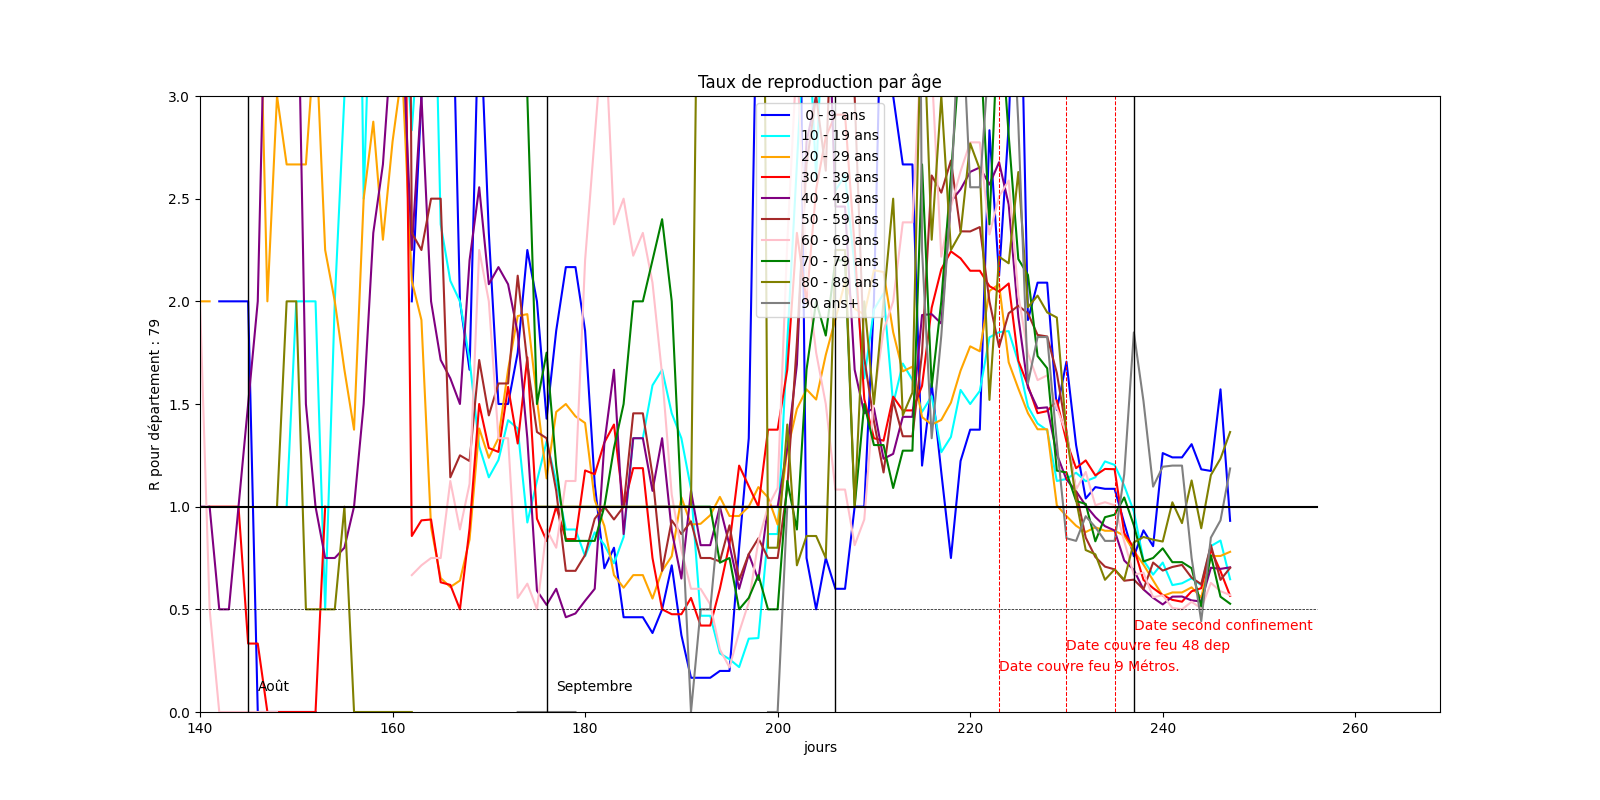 Taux de reproduction par âge
3.0
2.5
2.0
1.5
1.0
0.5
0.0
R pour département : 79
0 - 9 ans
10 - 19 ans
20 - 29 ans
30 - 39 ans
40 - 49 ans
50 - 59 ans
60 - 69 ans
70 - 79 ans
80 - 89 ans
90 ans+
Date second confinement
Date couvre feu 48 dep
Date couvre feu 9 Métros.
Août
Septembre
140
160
180
200
220
240
260
jours